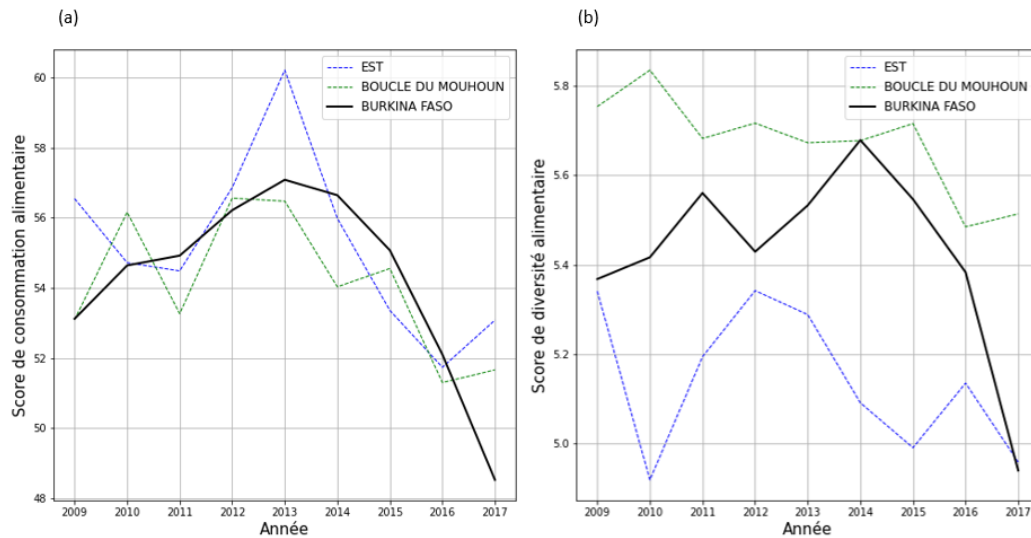 (a)
EST
BOUCLE DU MOUHOUN
BURKINA FASO
Score de consommation alimentaire
60
58
56
54
52
50
48
2009 2010 2011 2012 2013 2014 2015 2016 2017
Année
(b)
EST
BOUCLE DU MOUHOUN
BURKINA FASO
Score de diversité alimentaire
5.8
5.6
5.4
5.2
5.0
2009 2010 2011 2012 2013 2014 2015 2016 2017
Année